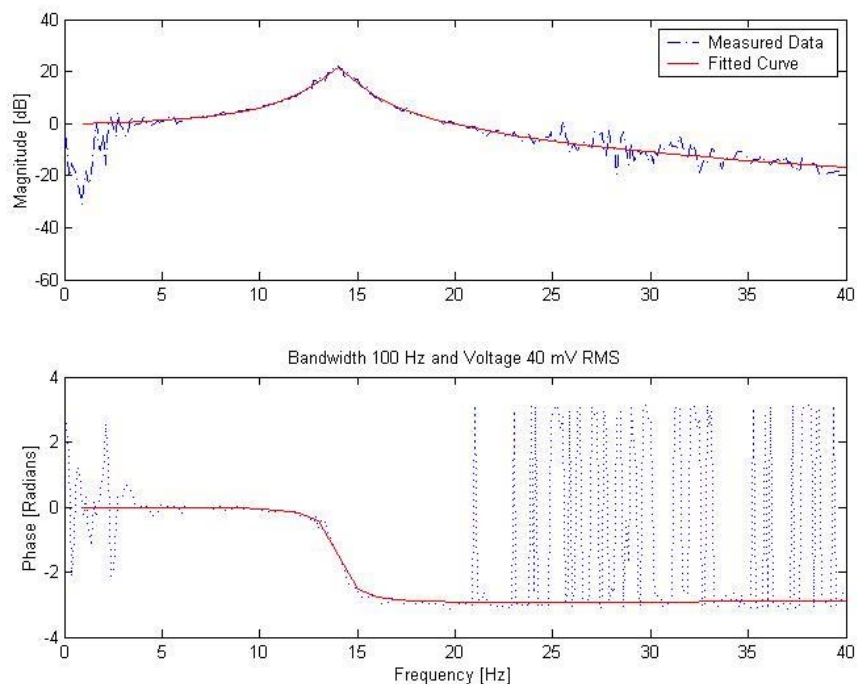 40
20
0
-20
-40
-60
Magnitude [dB]
Measured Data
Fitted Curve
0 5 10 15 20 25 30 35 40
Bandwidth 100 Hz and Voltage 40 mV RMS
4
2
0
-2
-4
Phase [Radians]
0 5 10 15 20 25 30 35 40
Frequency [Hz]